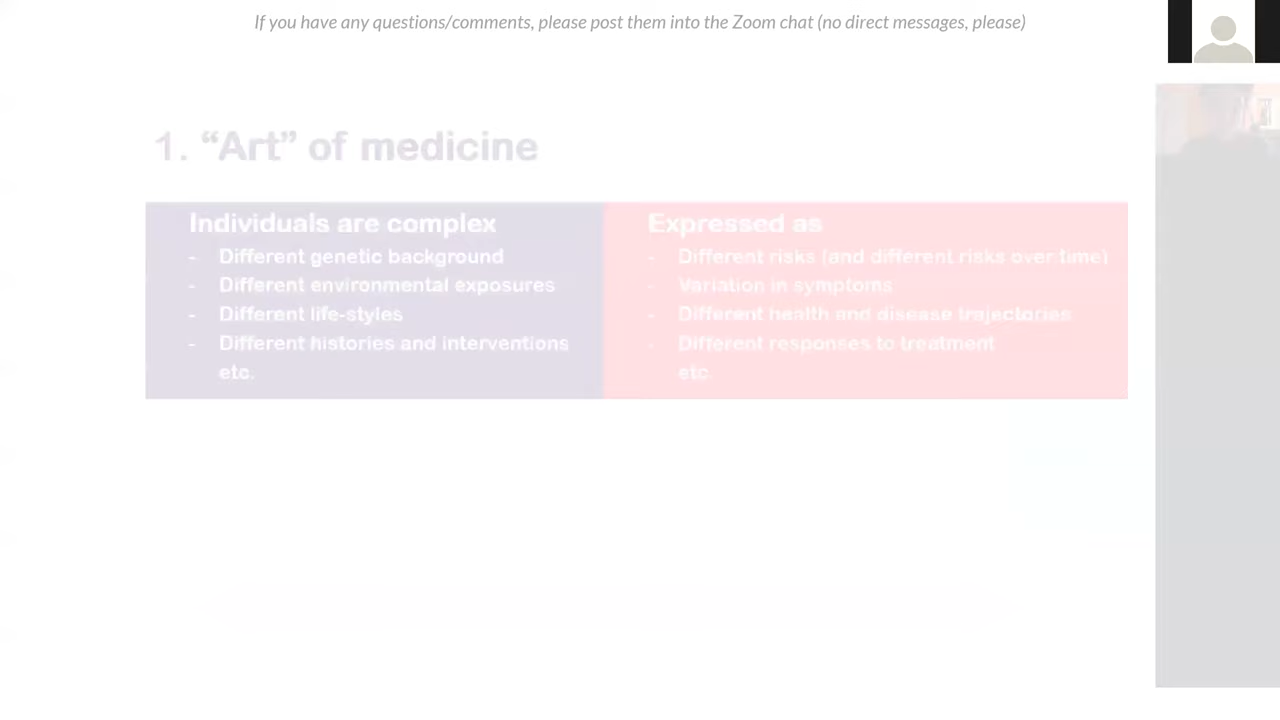 If you have any questions/comments, please post them into the Zoom chat (no direct messages, please)
1. “Art” of medicine
Individuals are complex
- Different genetic background
- Different environmental exposures
- Different life-styles
- Different histories and interventions
etc.
Expressed as
- Different risks (and different risks over time)
- Variation in symptoms
- Different health and disease trajectories
- Different responses to treatment
etc.